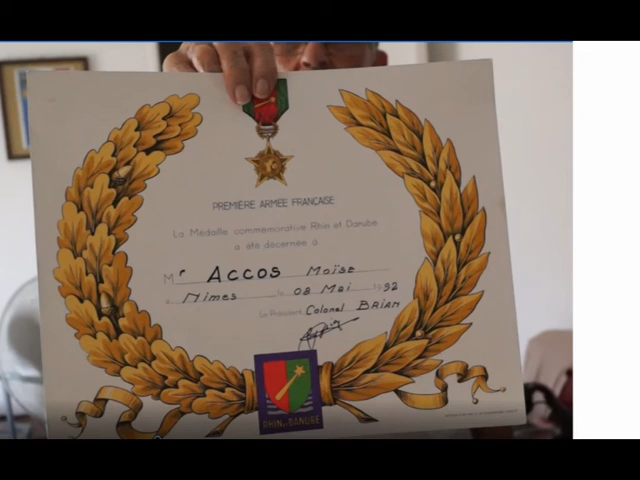 PREMIÈRE ARMÉE FRANÇAISE
La Médaille commémorative Rhin et Danube
a été décernée à
Mr ACCOS Moïse
à Nîmes le 08 Mai 1992
Le Président, Colonel BRIAN
RHIN ET DANUBE